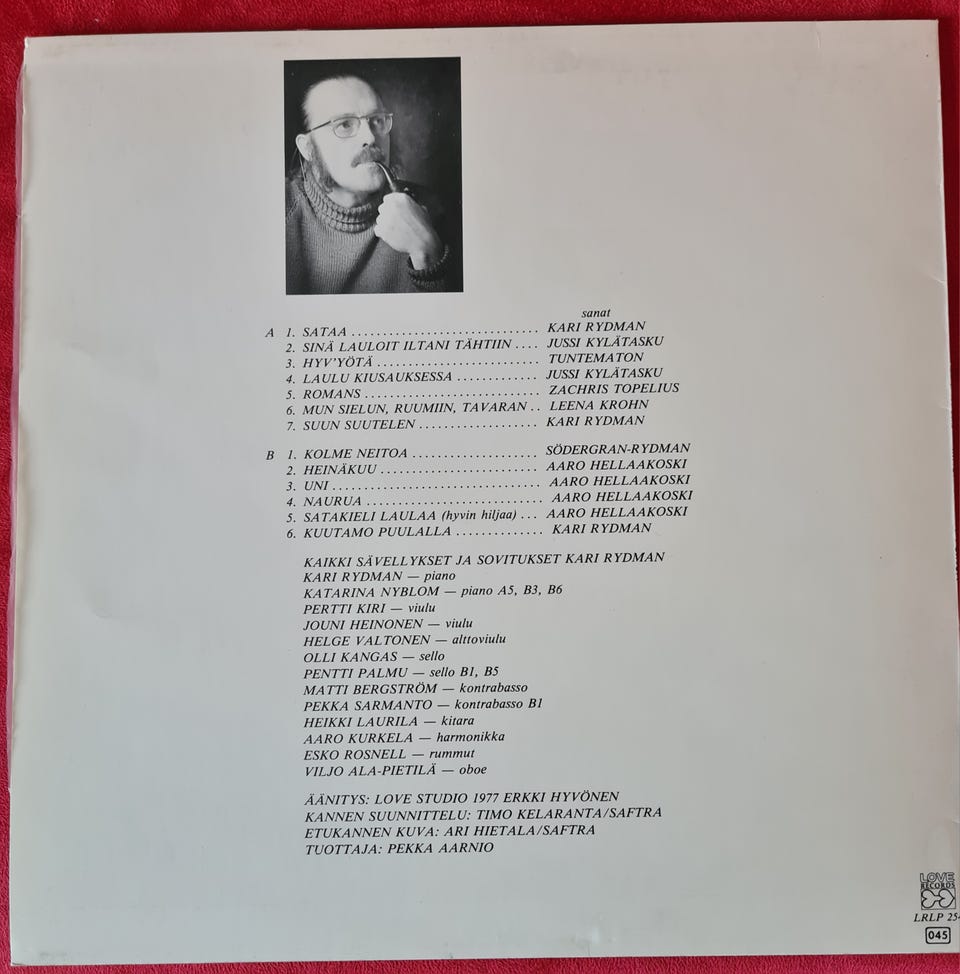 sanat
A 1. SATAA .............................. KARI RYDMAN
2. SINÄ LAULOIT ILTANI TÄHTIIN .... JUSSI KYLÄTASKU
3. HYV'YÖTÄ .......................... TUNTEMATON
4. LAULU KIUSAUKSESSA ............. JUSSI KYLÄTASKU
5. ROMANS ............................ ZACHRIS TOPELIUS
6. MUN SIELUN, RUUMIIN, TAVARAN .. LEENA KROHN
7. SUUN SUUTELEN ................... KARI RYDMAN
B 1. KOLME NEITOA .................... SÖDERGRAN-RYDMAN
2. HEINÄKUU ......................... AARO HELLAAKOSKI
3. UNI ................................. AARO HELLAAKOSKI
4. NAURUA ............................ AARO HELLAAKOSKI
5. SATAKIELI LAULAA (hyvin hiljaa) ... AARO HELLAAKOSKI
6. KUUTAMO PUULALLA .............. KARI RYDMAN
KAIKKI SÄVELLYKSET JA SOVITUKSET KARI RYDMAN
KARI RYDMAN — piano
KATARINA NYBLOM — piano A5, B3, B6
PERTTI KIRI — viulu
JOUNI HEINONEN — viulu
HELGE VALTONEN — alttoviulu
OLLI KANGAS — sello
PENTTI PALMU — sello B1, B5
MATTI BERGSTRÖM — kontrabasso
PEKKA SARMANTO — kontrabasso B1
HEIKKI LAURILA — kitara
AARO KURKELA — harmonikka
ESKO ROSNELL — rummut
VILJO ALA-PIETILÄ — oboe
ÄÄNITYS: LOVE STUDIO 1977 ERKKI HYVÖNEN
KANNEN SUUNNITTELU: TIMO KELARANTA/SAFTRA
ETUKANNEN KUVA: ARI HIETALA/SAFTRA
TUOTTAJA: PEKKA AARNIO
LOVE
RECORDS
LRLP
045